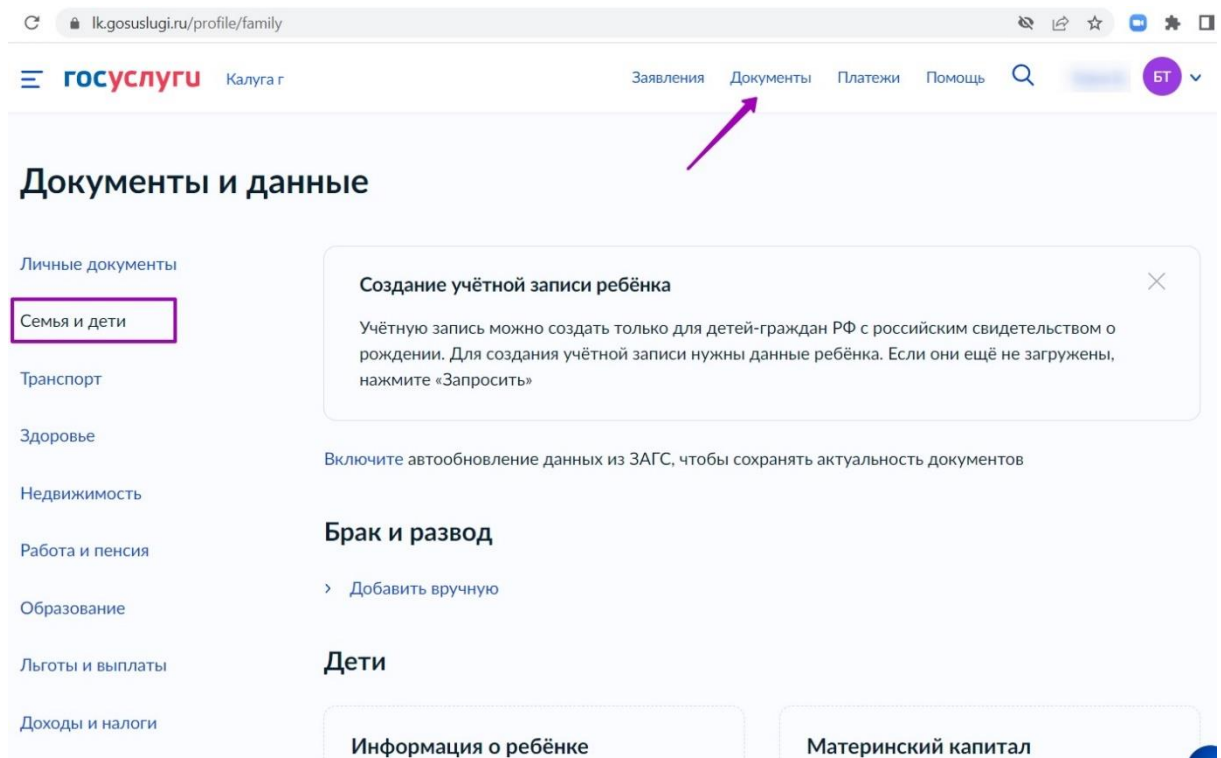 lk.gosuslugi.ru/profile/family
госуслуги Калуга г Заявления Документы Платежи Помощь БТ
Документы и данные
Личные документы
Семья и дети
Транспорт
Здоровье
Недвижимость
Работа и пенсия
Образование
Льготы и выплаты
Доходы и налоги
Создание учётной записи ребёнка
Учётную запись можно создать только для детей-граждан РФ с российским свидетельством о
рождении. Для создания учётной записи нужны данные ребёнка. Если они ещё не загружены,
нажмите «Запросить»
Включите автообновление данных из ЗАГС, чтобы сохранять актуальность документов
Брак и развод
Добавить вручную
Дети
Информация о ребёнке
Материнский капитал